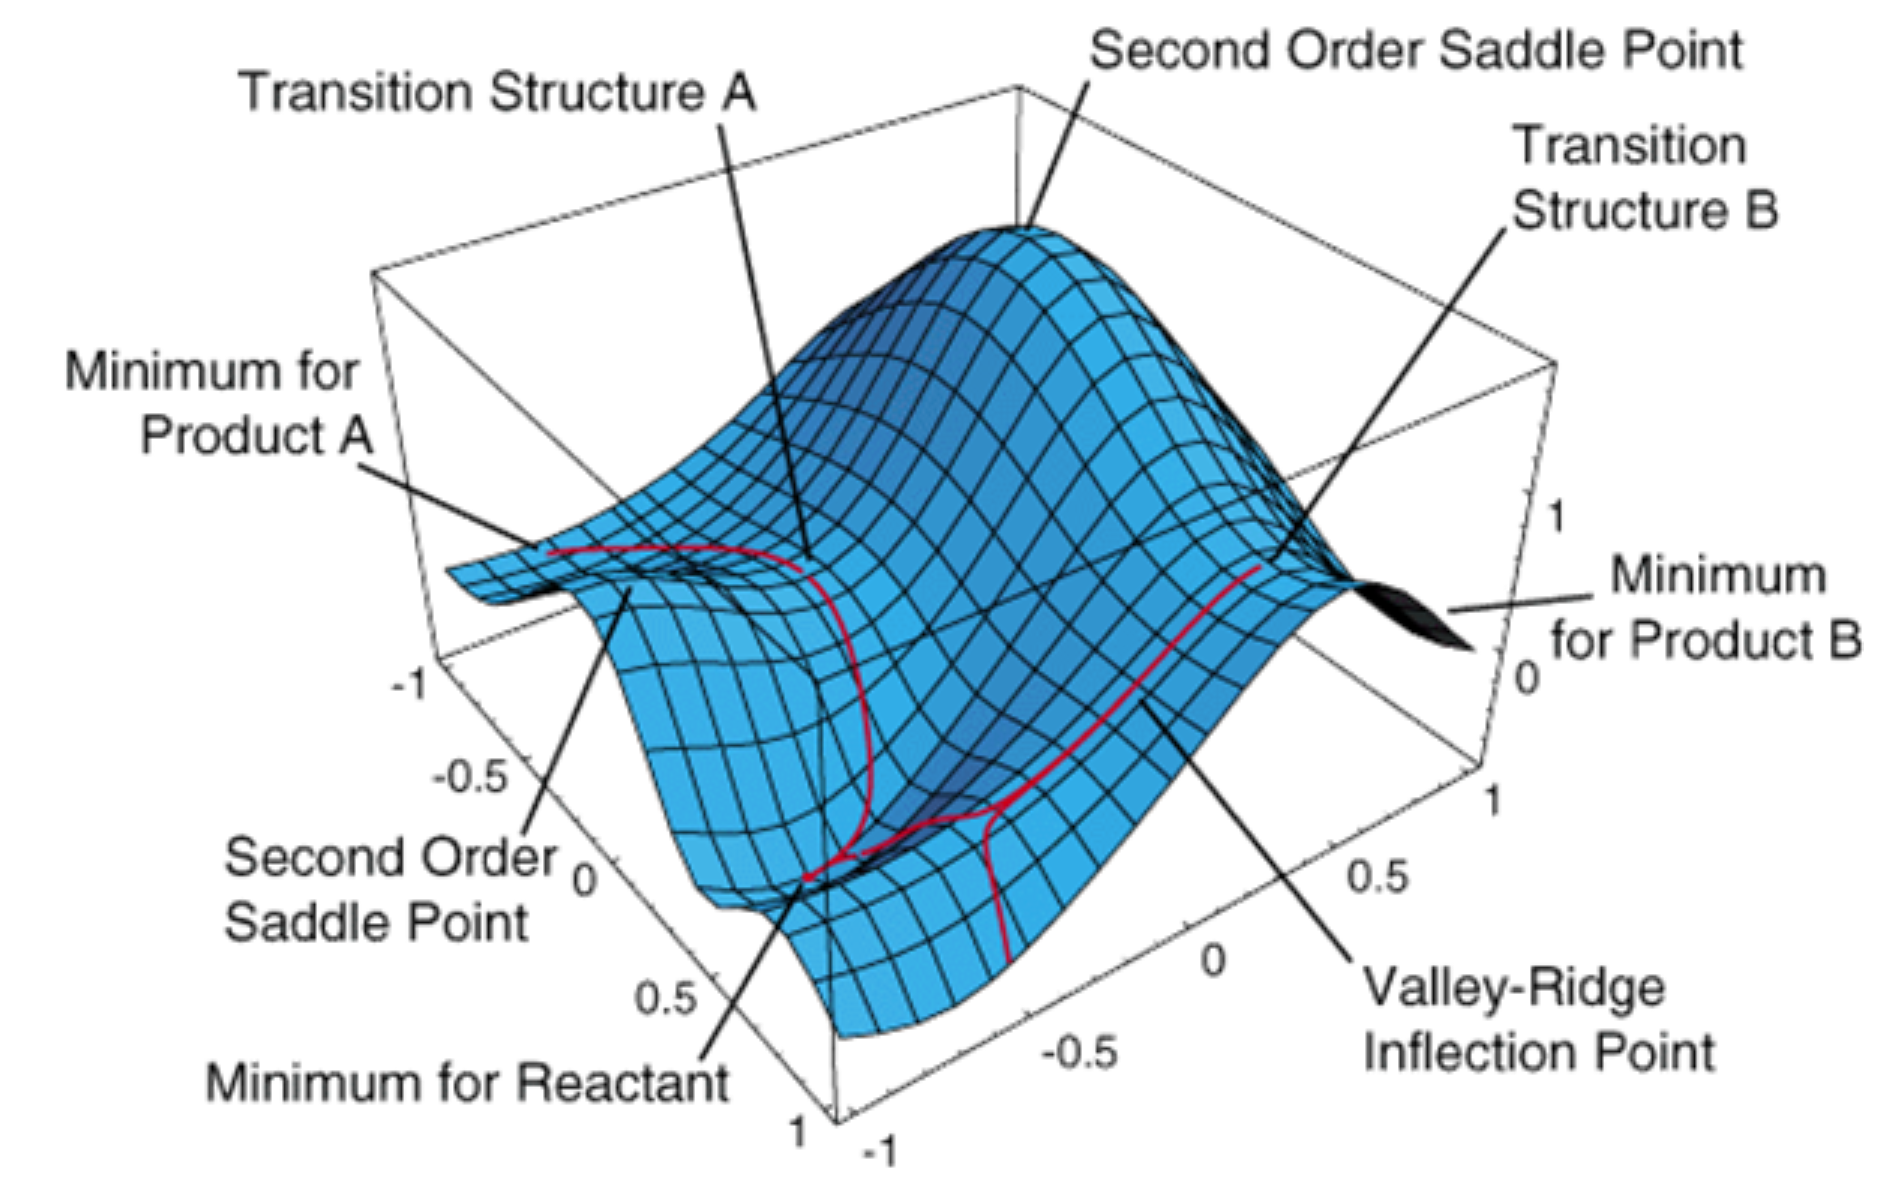 Second Order Saddle Point
Transition Structure A
Transition
Structure B
Minimum for
Product A
1
Minimum
for Product B
0
-1
-0.5
1
Second Order
Saddle Point
0
0.5
0
0.5
Valley-Ridge
Inflection Point
-0.5
Minimum for Reactant
1
-1